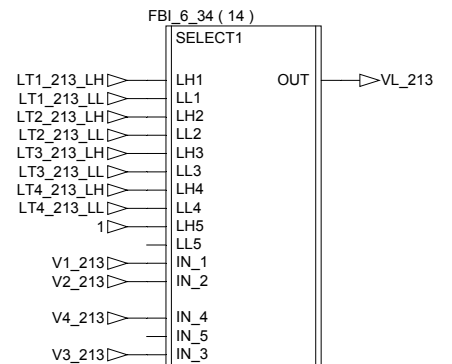 FBI_6_34 ( 14 )
SELECT1
LT1_213_LH LH1 OUT VL_213
LT1_213_LL LL1
LT2_213_LH LH2
LT2_213_LL LL2
LT3_213_LH LH3
LT3_213_LL LL3
LT4_213_LH LH4
LT4_213_LL LL4
1 LH5
LL5
V1_213 IN_1
V2_213 IN_2
V4_213 IN_4
IN_5
V3_213 IN_3